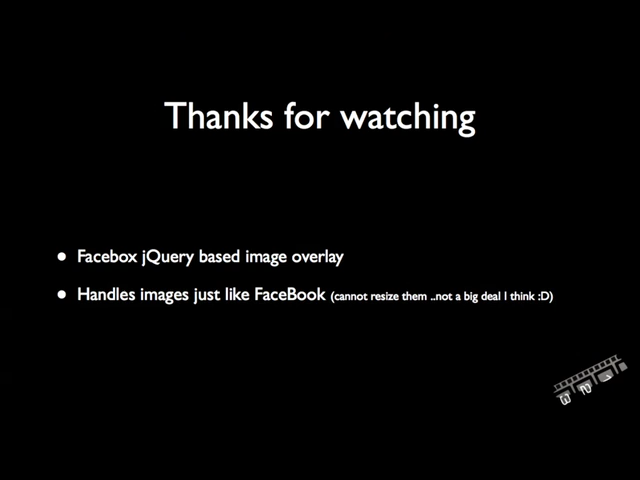 Thanks for watching
• Facebox jQuery based image overlay
• Handles images just like FaceBook (cannot resize them ..not a big deal I think :D)